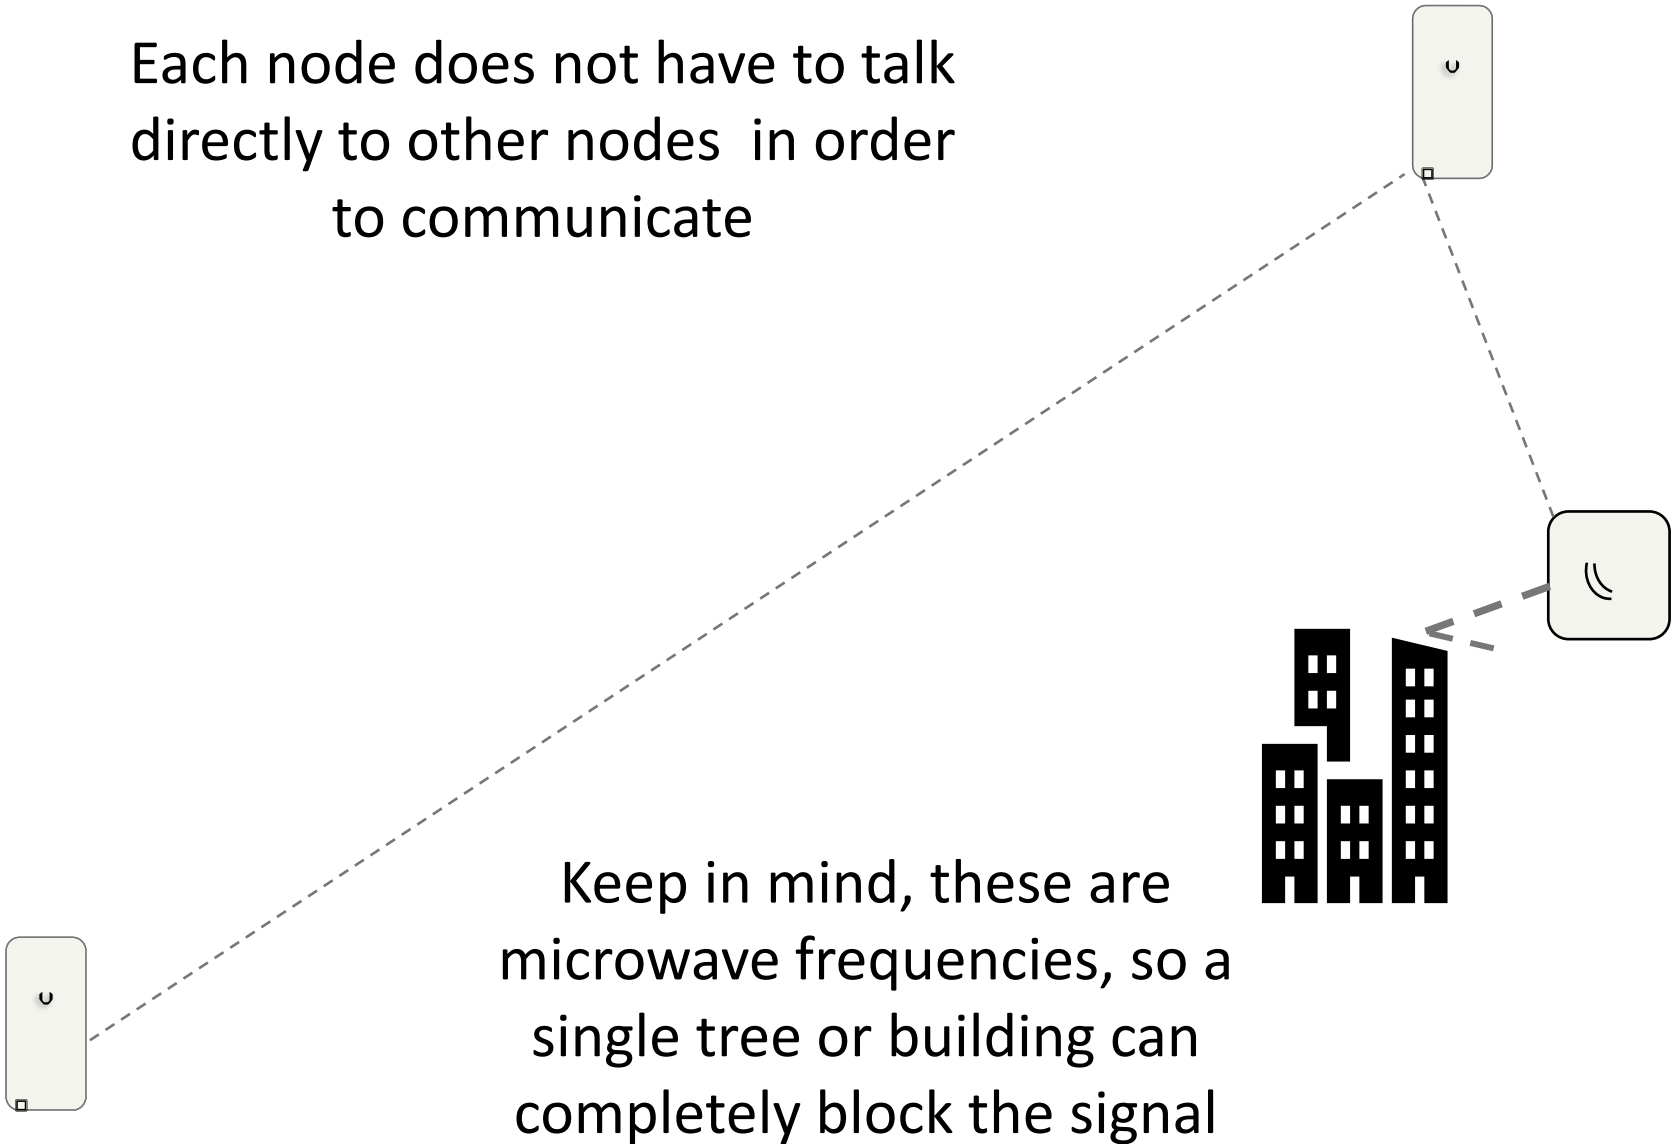 Each node does not have to talk
directly to other nodes  in order
to communicate
Keep in mind, these are
microwave frequencies, so a
single tree or building can
completely block the signal